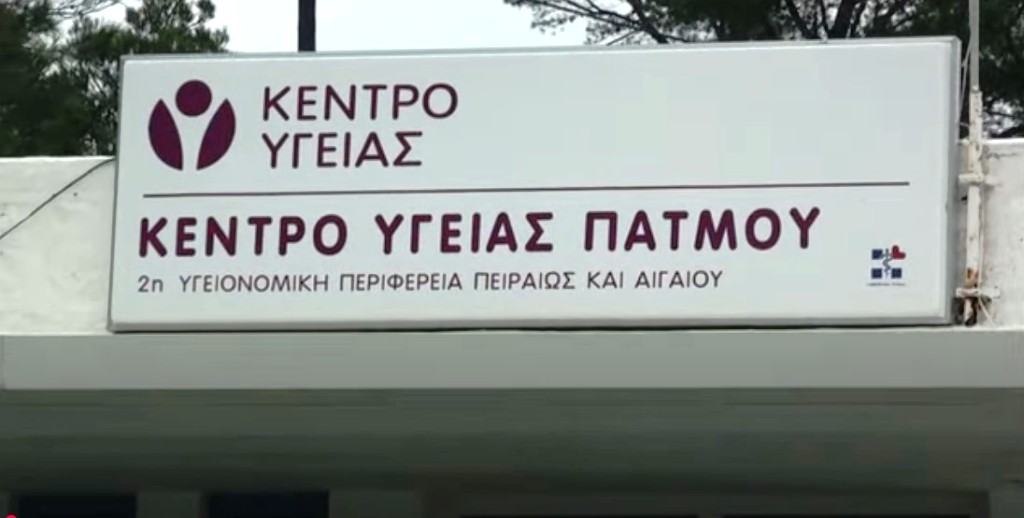 ΚΕΝΤΡΟ
ΥΓΕΙΑΣ
ΚΕΝΤΡΟ ΥΓΕΙΑΣ ΠΑΤΜΟΥ
2η ΥΓΕΙΟΝΟΜΙΚΗ ΠΕΡΙΦΕΡΕΙΑ ΠΕΙΡΑΙΩΣ ΚΑΙ ΑΙΓΑΙΟΥ